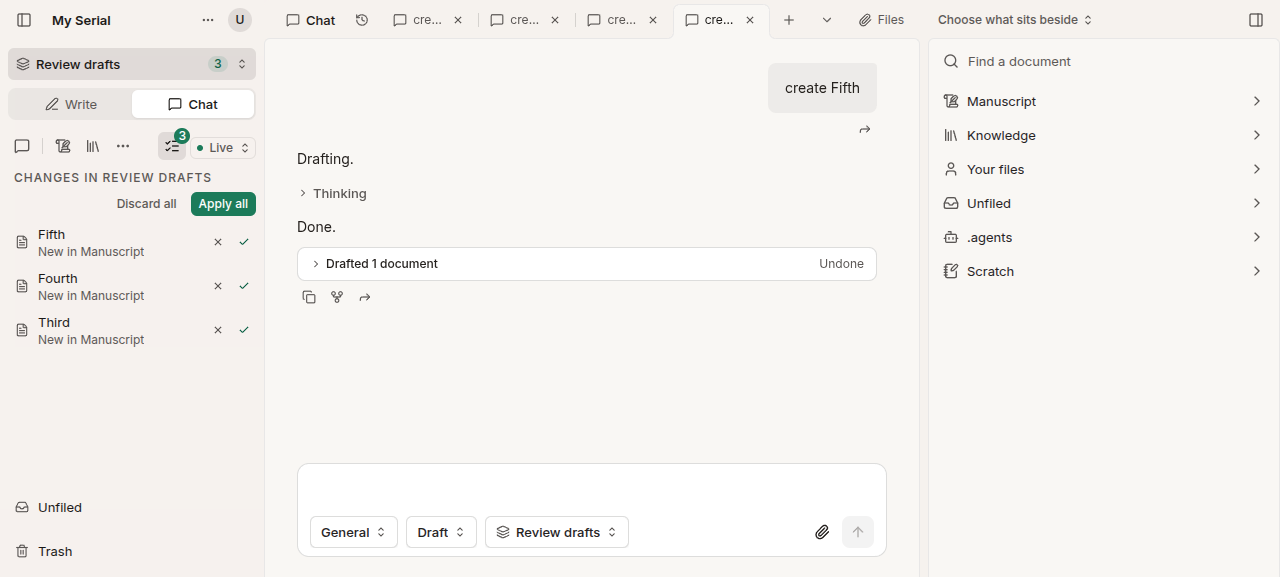 My Serial
U
Chat
cre...
cre...
cre...
cre...
Files
Choose what sits beside
Review drafts
3
Write
Chat
3
Live
CHANGES IN REVIEW DRAFTS
Discard all
Apply all
Fifth
New in Manuscript
Fourth
New in Manuscript
Third
New in Manuscript
Unfiled
Trash
create Fifth
Drafting.
Thinking
Done.
Drafted 1 document
Undone
General
Draft
Review drafts
Find a document
Manuscript
Knowledge
Your files
Unfiled
.agents
Scratch